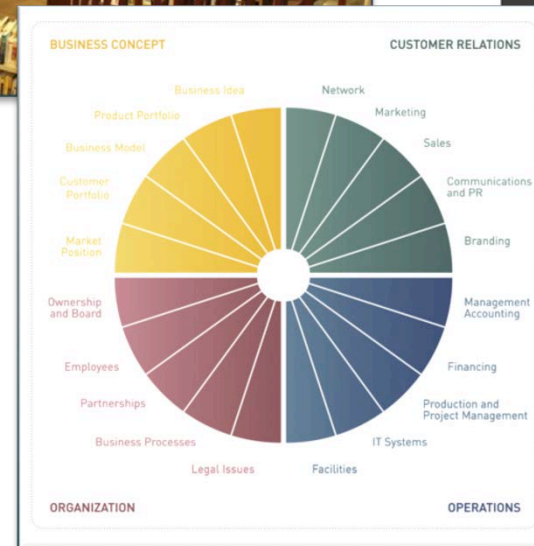 BUSINESS CONCEPT
CUSTOMER RELATIONS
Business Idea
Product Portfolio
Business Model
Customer
Portfolio
Market
Position
Network
Marketing
Sales
Communications
and PR
Branding
Ownership
and Board
Employees
Partnerships
Business Processes
Legal Issues
Management
Accounting
Financing
Production and
Project Management
IT Systems
Facilities
ORGANIZATION
OPERATIONS